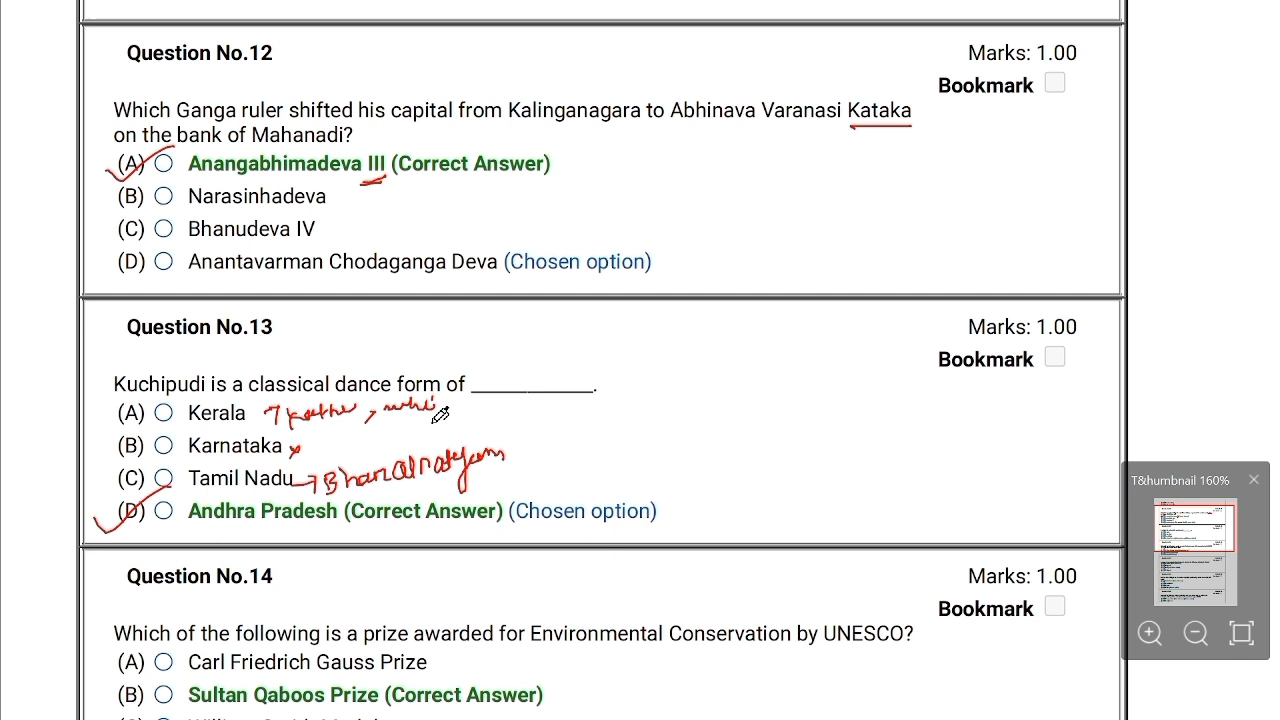 Question No.12 Marks: 1.00
Bookmark
Which Ganga ruler shifted his capital from Kalinganagara to Abhinava Varanasi Kataka
on the bank of Mahanadi?
(A) Anangabhimadeva III (Correct Answer)
(B) Narasinhadeva
(C) Bhanudeva IV
(D) Anantavarman Chodaganga Deva (Chosen option)
Question No.13 Marks: 1.00
Bookmark
Kuchipudi is a classical dance form of ____________.
(A) Kerala
(B) Karnataka
(C) Tamil Nadu
(D) Andhra Pradesh (Correct Answer) (Chosen option)
T&humbnail 160%
Question No.14 Marks: 1.00
Bookmark
Which of the following is a prize awarded for Environmental Conservation by UNESCO?
(A) Carl Friedrich Gauss Prize
(B) Sultan Qaboos Prize (Correct Answer)